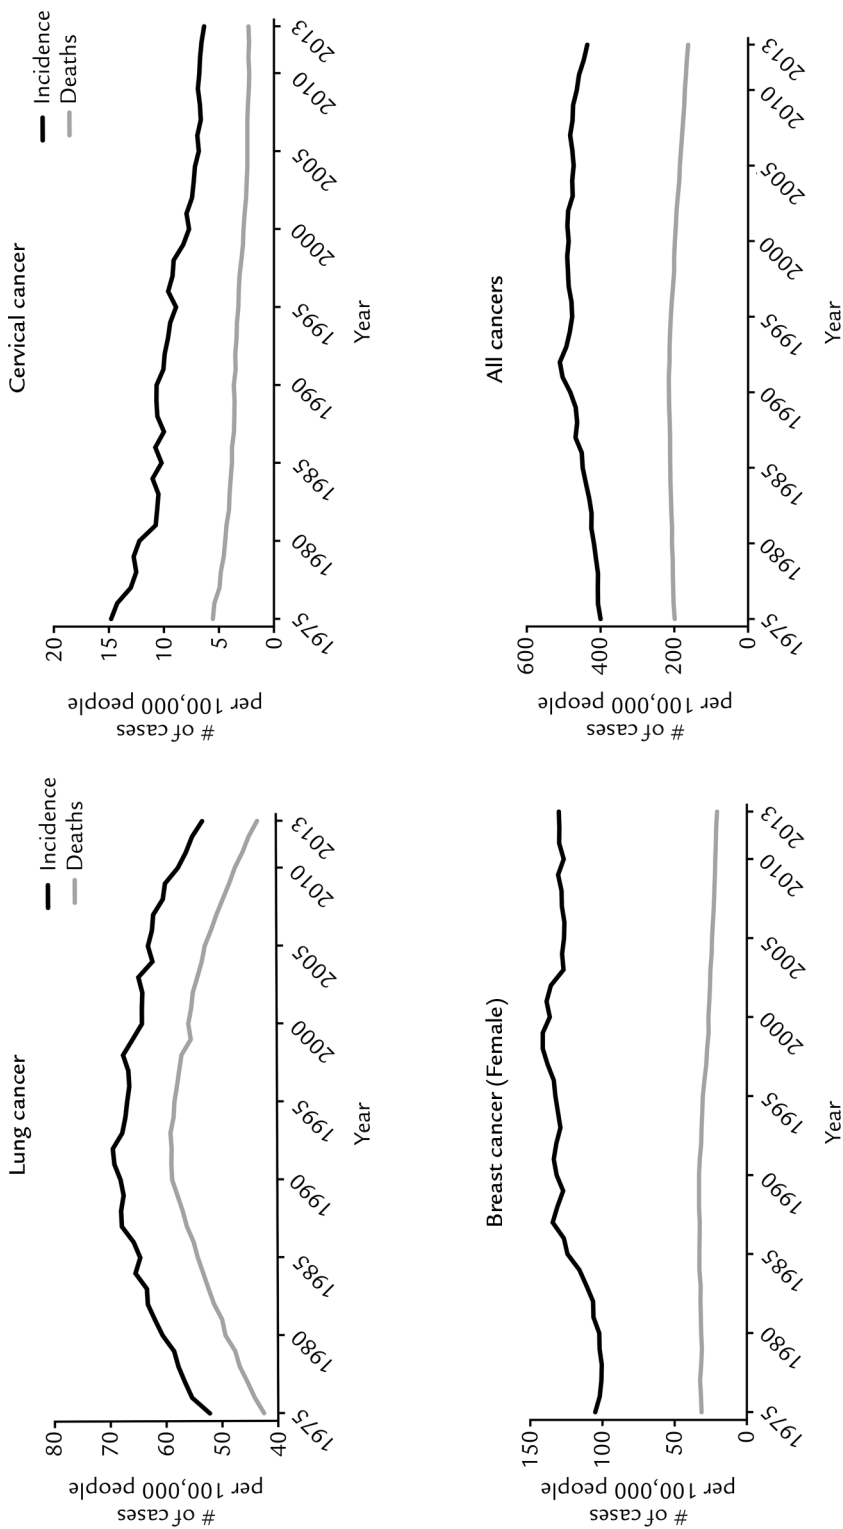 Lung cancer
Incidence
Deaths
# of cases
per 100,000 people
80
70
60
50
40
1975
1980
1985
1990
1995
2000
2005
2010
2013
Year
Cervical cancer
Incidence
Deaths
# of cases
per 100,000 people
20
15
10
5
0
1975
1980
1985
1990
1995
2000
2005
2010
2013
Year
Breast cancer (Female)
# of cases
per 100,000 people
150
100
50
0
1975
1980
1985
1990
1995
2000
2005
2010
2013
Year
All cancers
# of cases
per 100,000 people
600
400
200
0
1975
1980
1985
1990
1995
2000
2005
2010
2013
Year